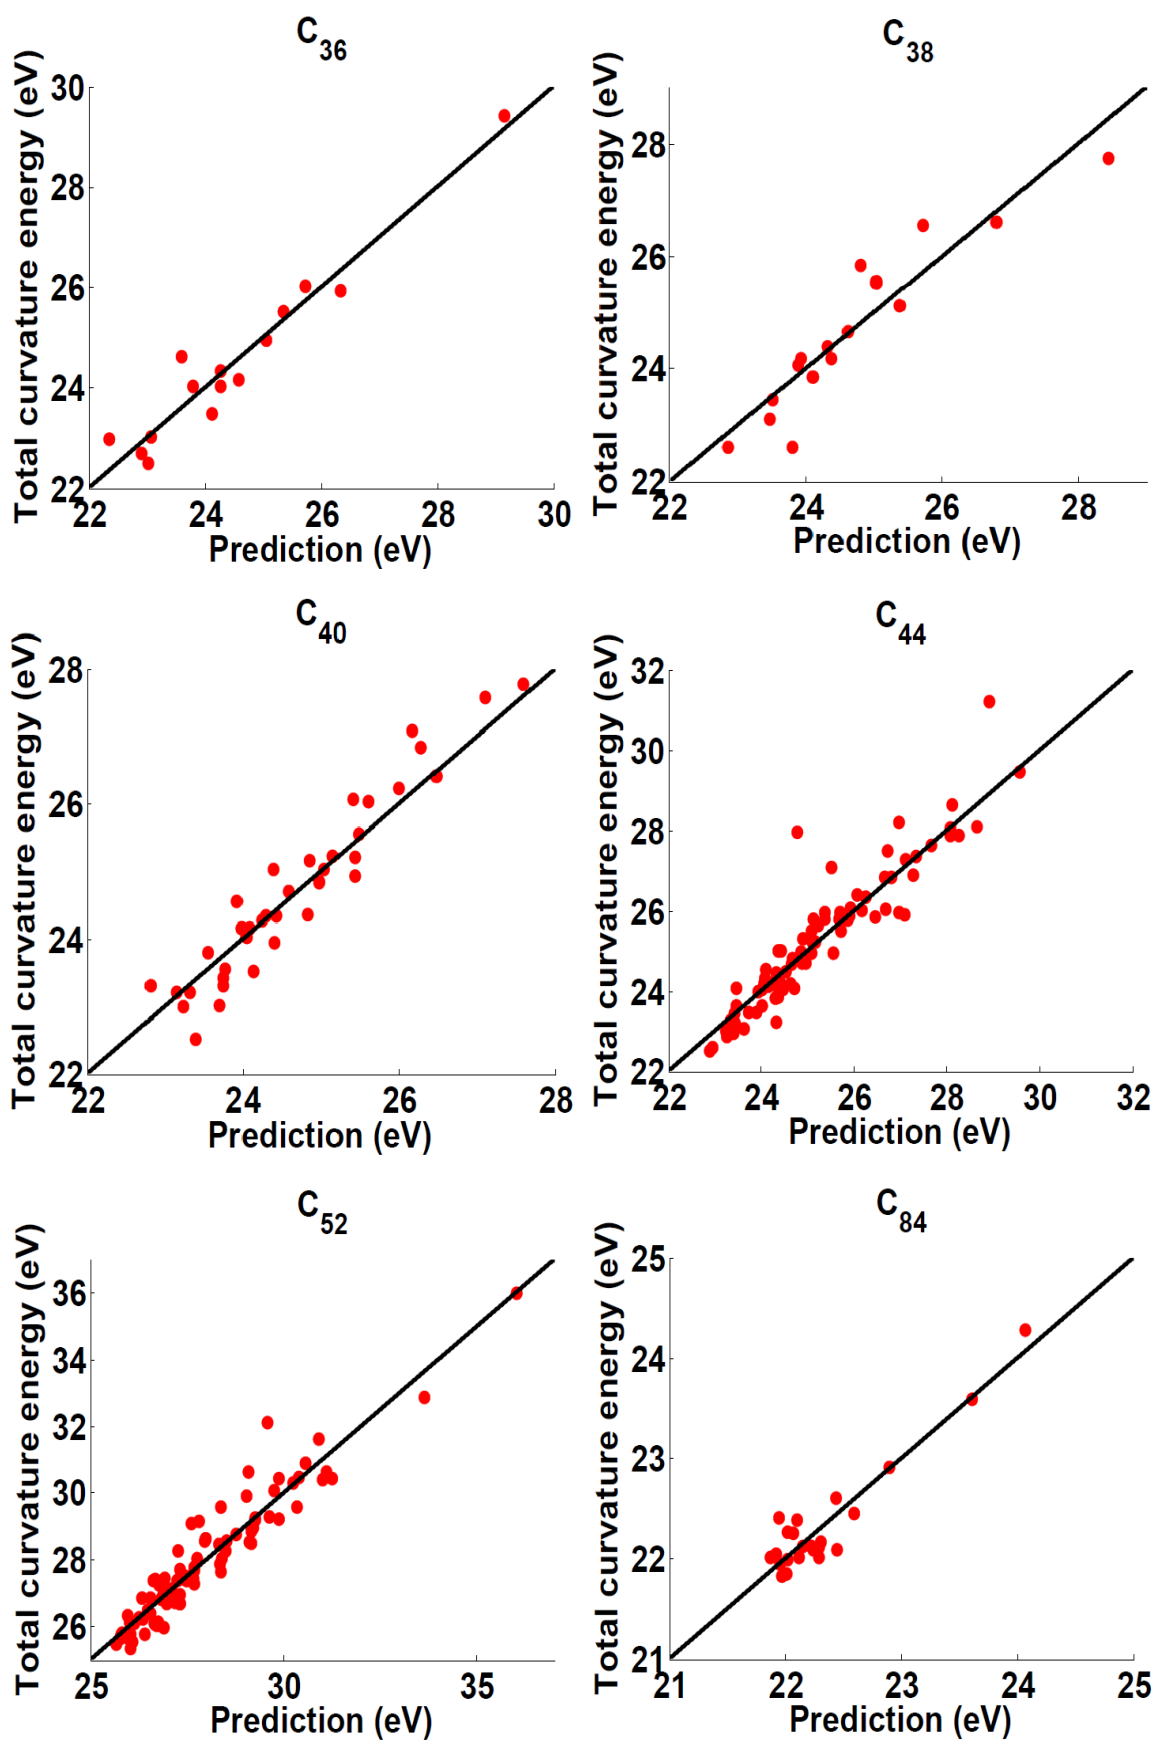 C36
Total curvature energy (eV)
30
28
26
24
22
22 24 26 28 30
Prediction (eV)
C38
Total curvature energy (eV)
28
26
24
22
22 24 26 28
Prediction (eV)
C40
Total curvature energy (eV)
28
26
24
22
22 24 26 28
Prediction (eV)
C44
Total curvature energy (eV)
32
30
28
26
24
22
22 24 26 28 30 32
Prediction (eV)
C52
Total curvature energy (eV)
36
34
32
30
28
26
25 30 35
Prediction (eV)
C84
Total curvature energy (eV)
25
24
23
22
21
21 22 23 24 25
Prediction (eV)